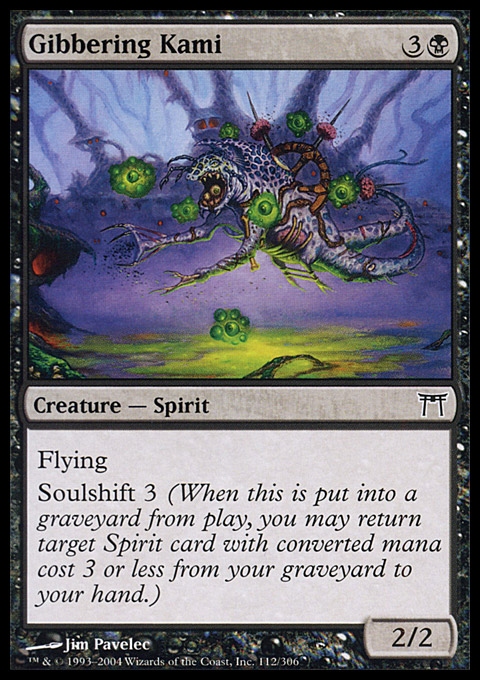 Gibbering Kami 3
Creature — Spirit
Flying
Soulshift 3 (When this is put into a
graveyard from play, you may return
target Spirit card with converted mana
cost 3 or less from your graveyard to
your hand.)
Jim Pavelec
2/2
™ & © 1993–2004 Wizards of the Coast, Inc. 112/306